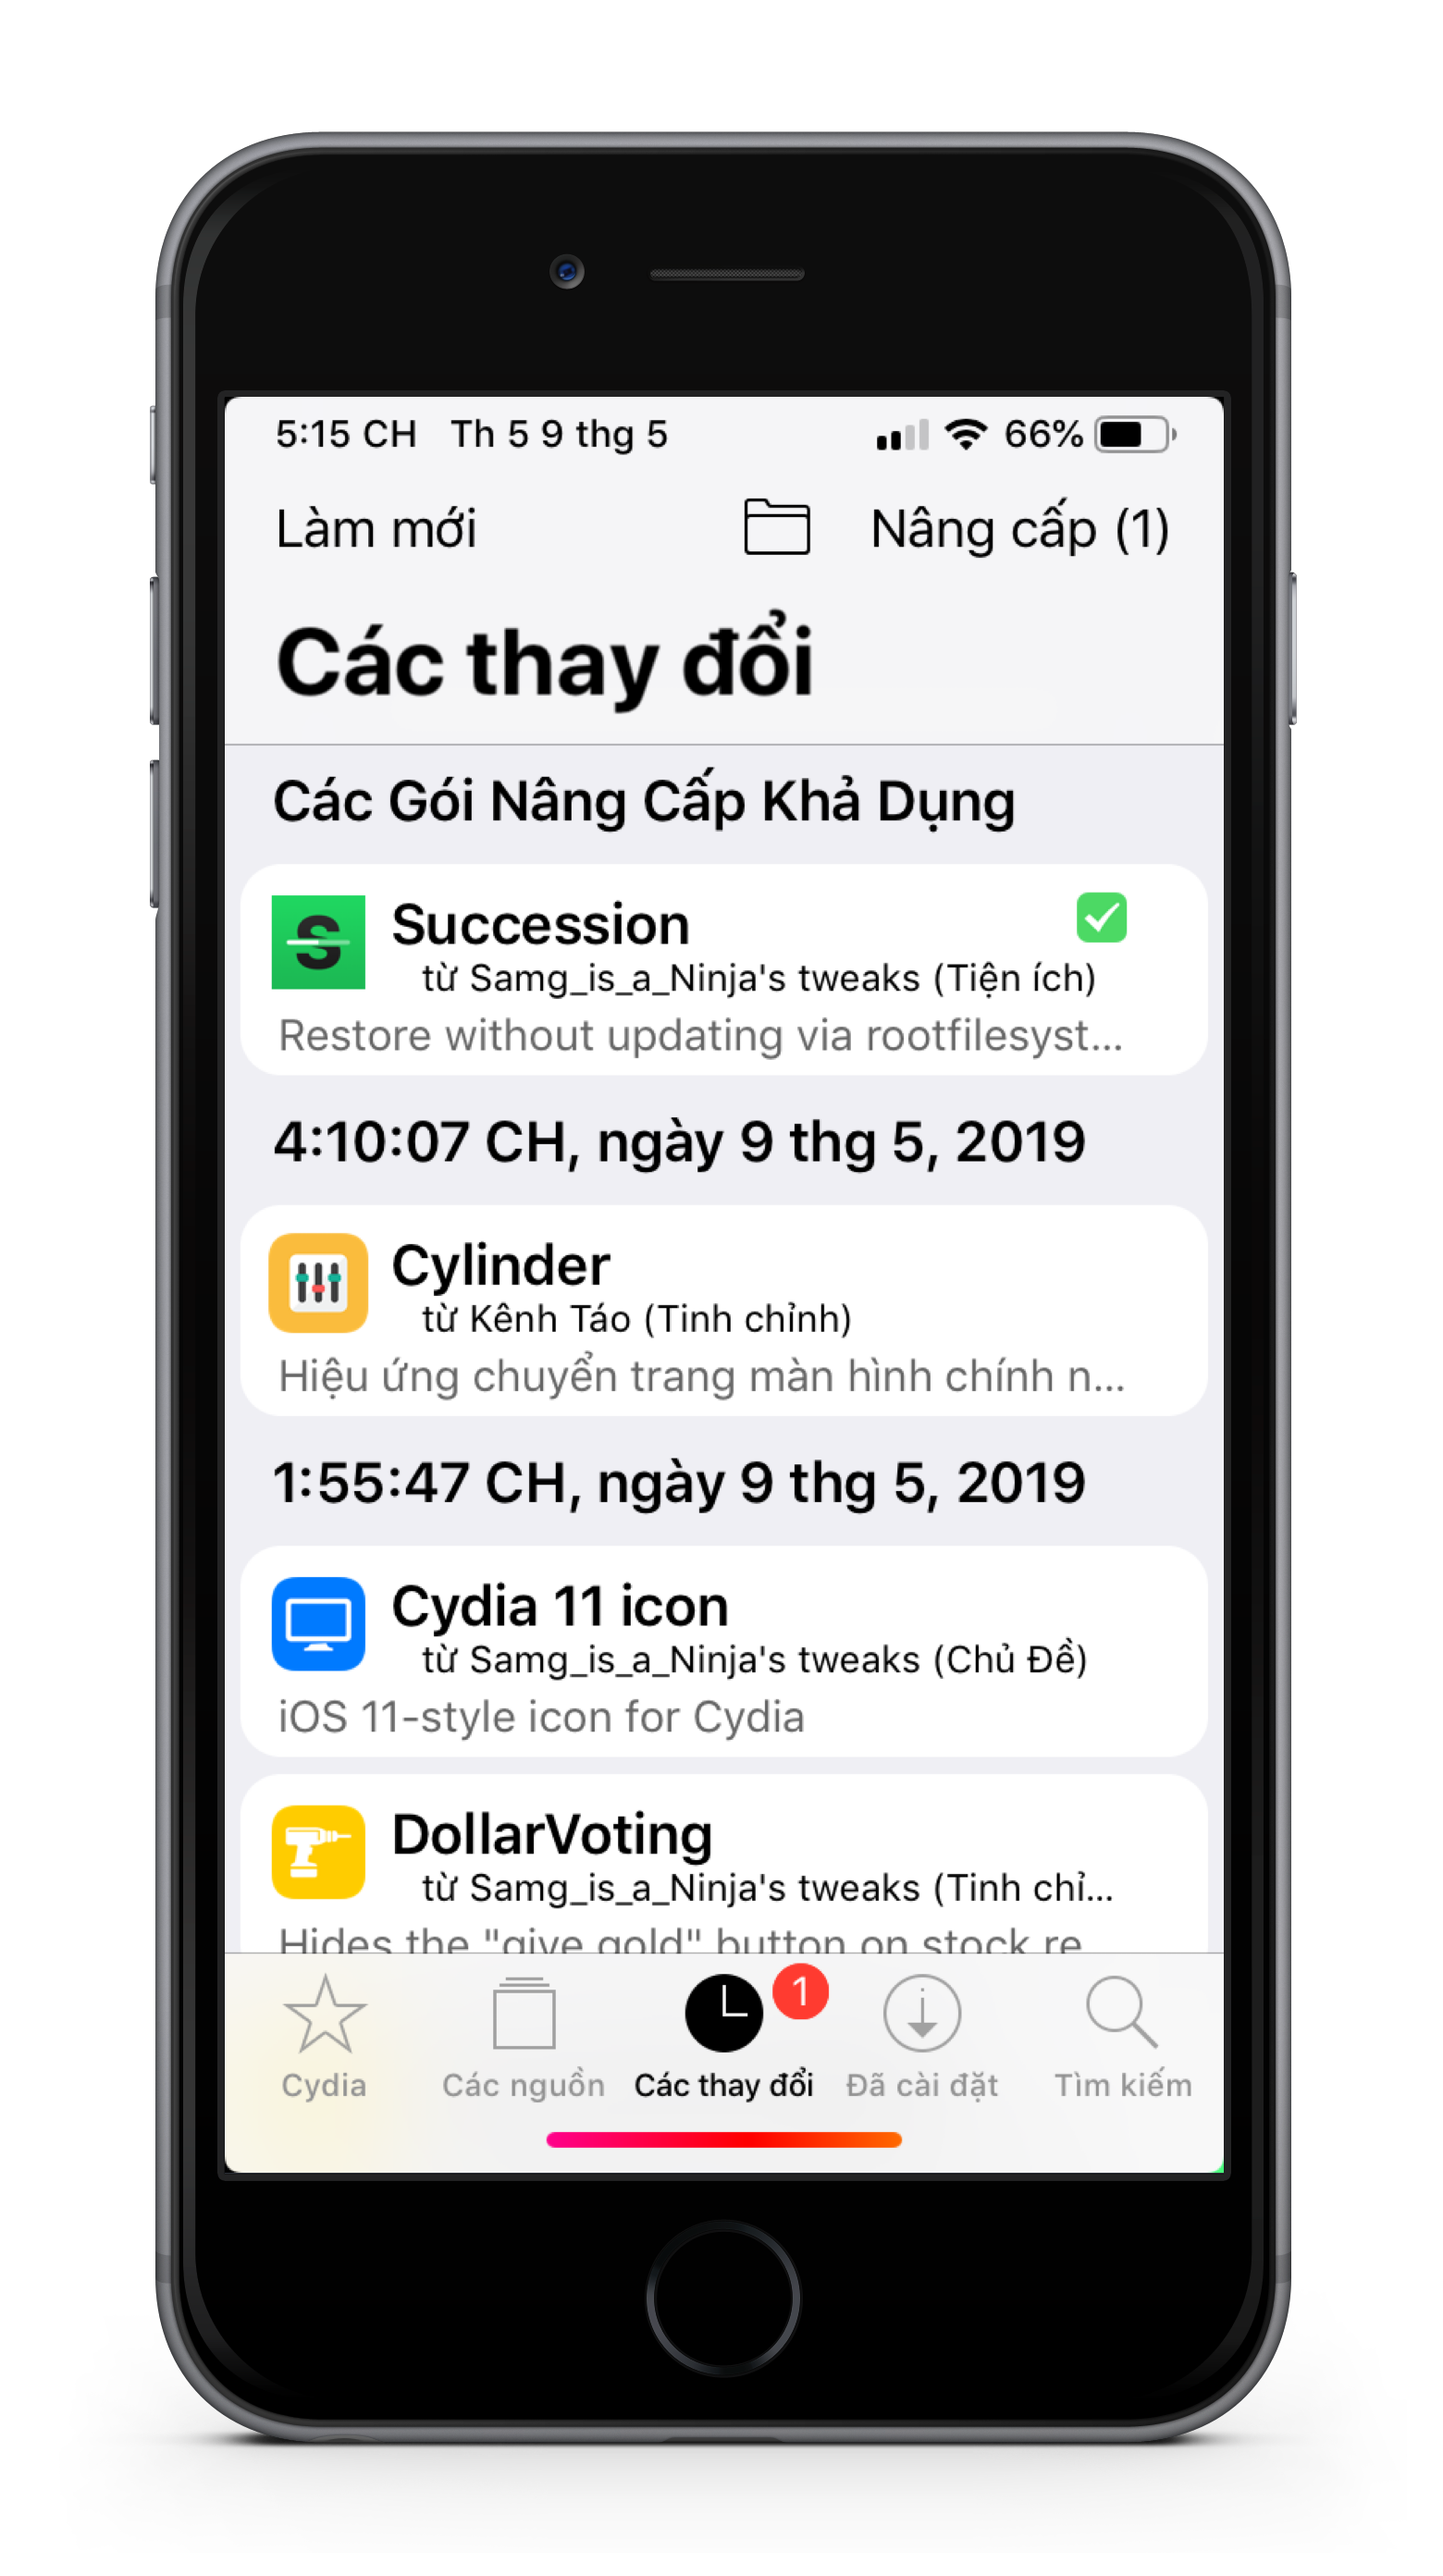 5:15 CH Th 5 9 thg 5 66%
Làm mới Nâng cấp (1)
Các thay đổi
Các Gói Nâng Cấp Khả Dụng
S
Succession
từ Samg_is_a_Ninja's tweaks (Tiện ích)
Restore without updating via rootfilesyst...
4:10:07 CH, ngày 9 thg 5, 2019
Cylinder
từ Kênh Táo (Tinh chỉnh)
Hiệu ứng chuyển trang màn hình chính n...
1:55:47 CH, ngày 9 thg 5, 2019
Cydia 11 icon
từ Samg_is_a_Ninja's tweaks (Chủ Đề)
iOS 11-style icon for Cydia
DollarVoting
từ Samg_is_a_Ninja's tweaks (Tinh chỉ...
Hides the "give gold" button on stock re
1
Cydia Các nguồn Các thay đổi Đã cài đặt Tìm kiếm